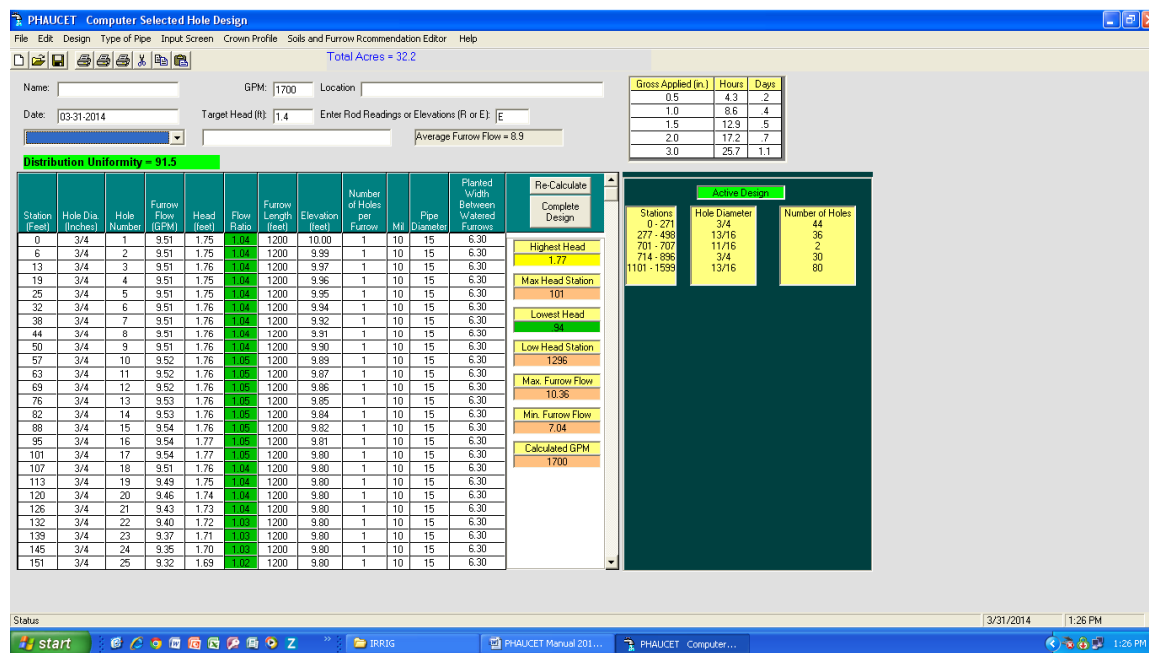 PHAUCET Computer Selected Hole Design
File Edit Design Type of Pipe Input Screen Crown Profile Soils and Furrow Rcommendation Editor Help
Total Acres = 32.2
Name: GPM: 1700 Location
Date: 03-31-2014 Target Head (ft): 1.4 Enter Rod Readings or Elevations (R or E): E
Average Furrow Flow = 8.9
Distribution Uniformity = 91.5
Gross Applied (in.) Hours Days
0.5 4.3 .2
1.0 8.6 .4
1.5 12.9 .5
2.0 17.2 .7
3.0 25.7 1.1
Station (Feet) Hole Dia. (Inches) Hole Number Furrow Flow (GPM) Head (feet) Flow Ratio Furrow Length (feet) Elevation (feet) Number of Holes per Furrow Mil Pipe Diameter Planted Width Between Watered Furrows
0 3/4 1 9.51 1.75 1.04 1200 10.00 1 10 15 6.30
6 3/4 2 9.51 1.75 1.04 1200 9.99 1 10 15 6.30
13 3/4 3 9.51 1.75 1.04 1200 9.97 1 10 15 6.30
19 3/4 4 9.51 1.75 1.04 1200 9.96 1 10 15 6.30
25 3/4 5 9.51 1.75 1.04 1200 9.95 1 10 15 6.30
32 3/4 6 9.51 1.76 1.04 1200 9.94 1 10 15 6.30
38 3/4 7 9.51 1.76 1.04 1200 9.92 1 10 15 6.30
44 3/4 8 9.51 1.76 1.04 1200 9.91 1 10 15 6.30
50 3/4 9 9.51 1.76 1.04 1200 9.90 1 10 15 6.30
57 3/4 10 9.52 1.76 1.05 1200 9.89 1 10 15 6.30
63 3/4 11 9.52 1.76 1.05 1200 9.87 1 10 15 6.30
69 3/4 12 9.52 1.76 1.05 1200 9.86 1 10 15 6.30
76 3/4 13 9.53 1.76 1.05 1200 9.85 1 10 15 6.30
82 3/4 14 9.53 1.76 1.05 1200 9.84 1 10 15 6.30
88 3/4 15 9.54 1.76 1.05 1200 9.82 1 10 15 6.30
95 3/4 16 9.54 1.77 1.05 1200 9.81 1 10 15 6.30
101 3/4 17 9.54 1.77 1.05 1200 9.80 1 10 15 6.30
107 3/4 18 9.51 1.76 1.04 1200 9.80 1 10 15 6.30
113 3/4 19 9.49 1.75 1.04 1200 9.80 1 10 15 6.30
120 3/4 20 9.46 1.74 1.04 1200 9.80 1 10 15 6.30
126 3/4 21 9.43 1.73 1.04 1200 9.80 1 10 15 6.30
132 3/4 22 9.40 1.72 1.03 1200 9.80 1 10 15 6.30
139 3/4 23 9.37 1.71 1.03 1200 9.80 1 10 15 6.30
145 3/4 24 9.35 1.70 1.03 1200 9.80 1 10 15 6.30
151 3/4 25 9.32 1.69 1.02 1200 9.80 1 10 15 6.30
Re-Calculate
Complete Design
Highest Head
1.77
Max Head Station
101
Lowest Head
.94
Low Head Station
1296
Max. Furrow Flow
10.36
Min. Furrow Flow
7.04
Calculated GPM
1700
Active Design
Stations Hole Diameter Number of Holes
0 - 271 3/4 44
277 - 498 13/16 36
701 - 707 11/16 2
714 - 896 3/4 30
1101 - 1599 13/16 80
Status 3/31/2014 1:26 PM
start IRRIG PHAUCET Manual 201... PHAUCET Computer... 1:26 PM